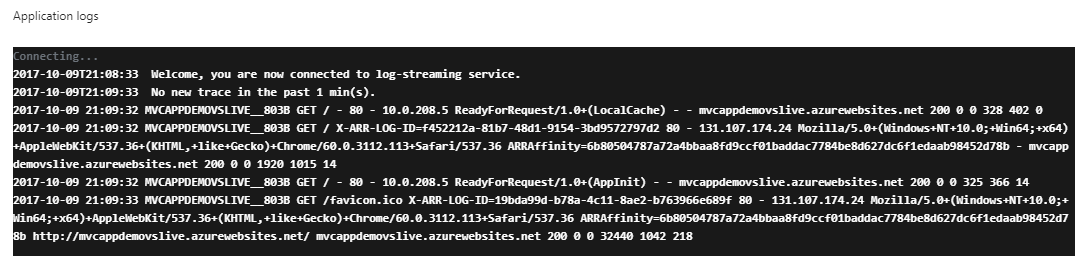 Application logs
Connecting...
2017-10-09T21:08:33  Welcome, you are now connected to log-streaming service.
2017-10-09T21:09:33  No new trace in the past 1 min(s).
2017-10-09 21:09:32 MVCAPPDEMOVSLIVE__803B GET / - 80 - 10.0.208.5 ReadyForRequest/1.0+(LocalCache) - - mvcappdemovslive.azurewebsites.net 200 0 0 328 402 0
2017-10-09 21:09:32 MVCAPPDEMOVSLIVE__803B GET / X-ARR-LOG-ID=f452212a-81b7-48d1-9154-3bd9572797d2 80 - 131.107.174.24 Mozilla/5.0+(Windows+NT+10.0;+Win64;+x64)
+AppleWebKit/537.36+(KHTML,+like+Gecko)+Chrome/60.0.3112.113+Safari/537.36 ARRAffinity=6b80504787a72a4bbaa8fd9ccf01baddac7784be8d627dc6f1edaab98452d78b - mvcapp
demovslive.azurewebsites.net 200 0 0 1920 1015 14
2017-10-09 21:09:32 MVCAPPDEMOVSLIVE__803B GET / - 80 - 10.0.208.5 ReadyForRequest/1.0+(AppInit) - - mvcappdemovslive.azurewebsites.net 200 0 0 325 366 14
2017-10-09 21:09:33 MVCAPPDEMOVSLIVE__803B GET /favicon.ico X-ARR-LOG-ID=19bda99d-b78a-4c11-8ae2-b763966e689f 80 - 131.107.174.24 Mozilla/5.0+(Windows+NT+10.0;+
Win64;+x64)+AppleWebKit/537.36+(KHTML,+like+Gecko)+Chrome/60.0.3112.113+Safari/537.36 ARRAffinity=6b80504787a72a4bbaa8fd9ccf01baddac7784be8d627dc6f1edaab98452d7
8b http://mvcappdemovslive.azurewebsites.net/ mvcappdemovslive.azurewebsites.net 200 0 0 32440 1042 218